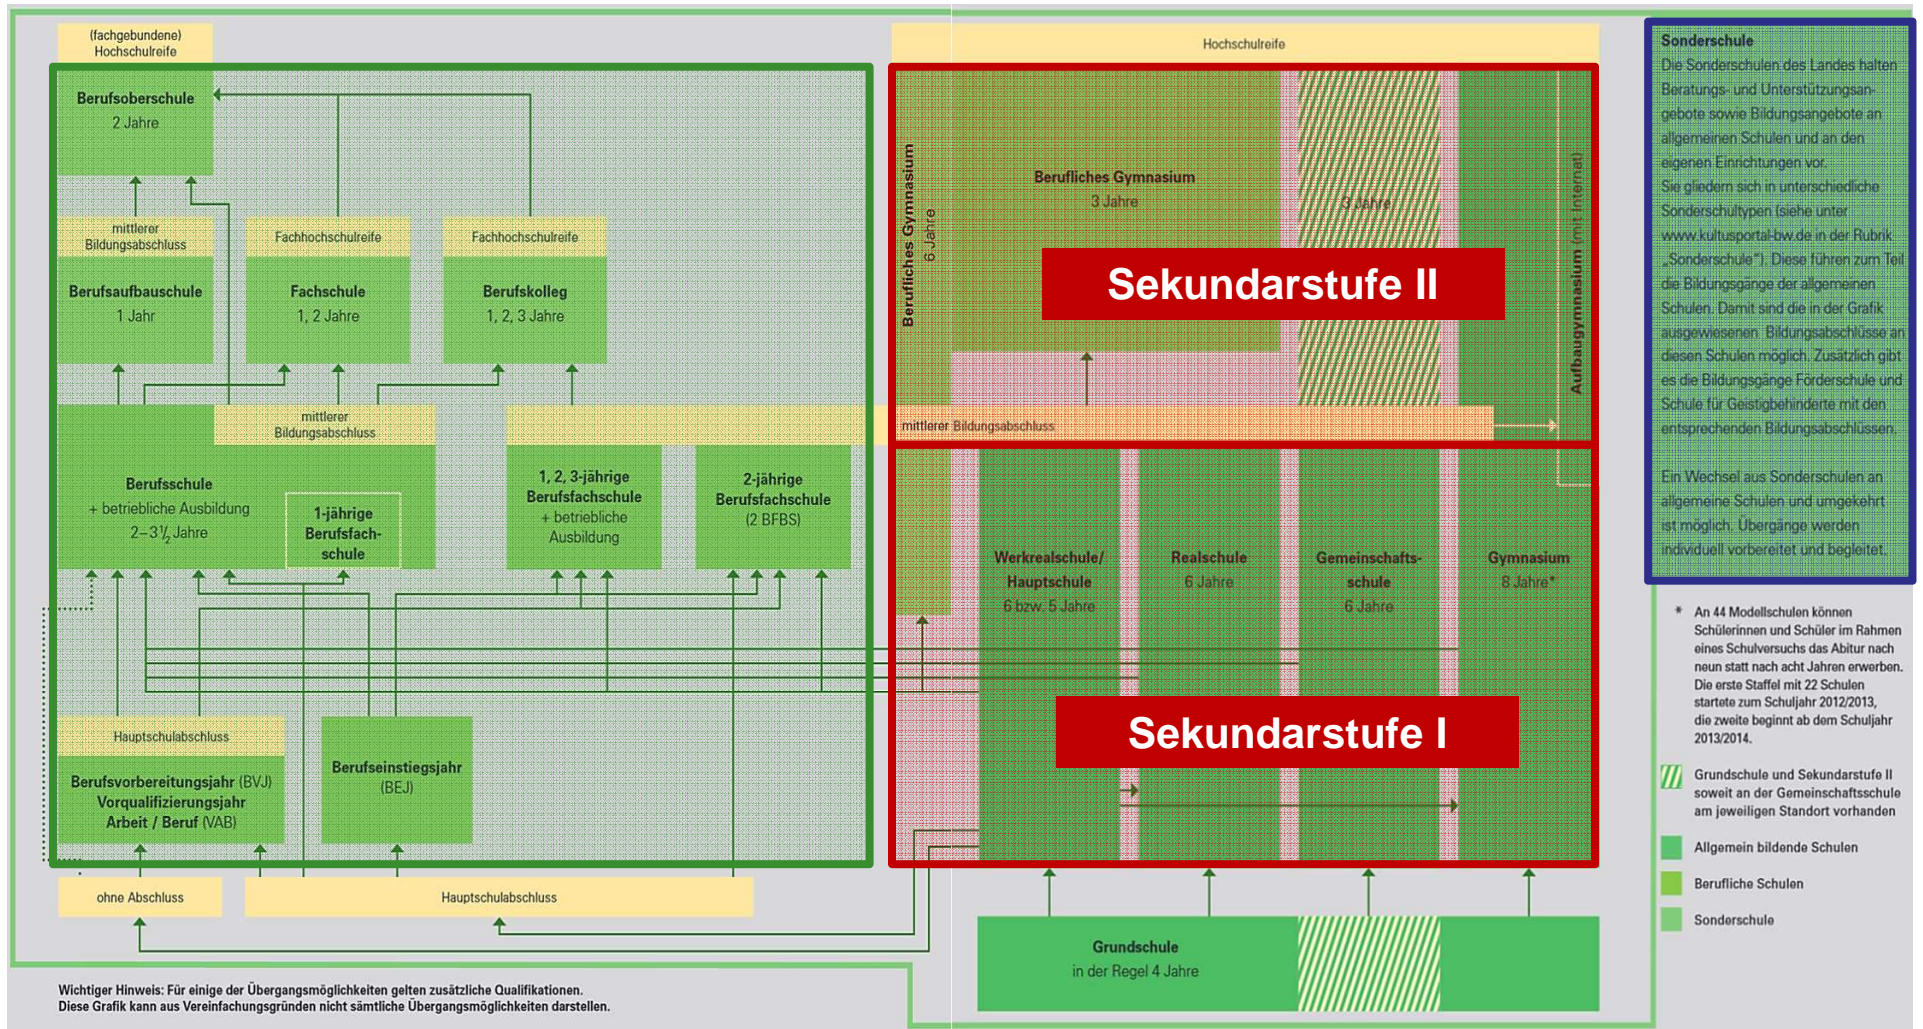 (fachgebundene)
Hochschulreife
Berufsoberschule
2 Jahre
mittlerer
Bildungsabschluss
Fachhochschulreife
Fachhochschulreife
Berufsaufbauschule
1 Jahr
Fachschule
1, 2 Jahre
Berufskolleg
1, 2, 3 Jahre
mittlerer
Bildungsabschluss
Berufsschule
+ betriebliche Ausbildung
2–3 1/2 Jahre
1-jährige
Berufsfach-
schule
1, 2, 3-jährige
Berufsfachschule
+ betriebliche
Ausbildung
2-jährige
Berufsfachschule
(2 BFBS)
Hauptschulabschluss
Berufsvorbereitungsjahr (BVJ)
Vorqualifizierungsjahr
Arbeit / Beruf (VAB)
Berufseinstiegsjahr
(BEJ)
ohne Abschluss
Hauptschulabschluss
Wichtiger Hinweis: Für einige der Übergangsmöglichkeiten gelten zusätzliche Qualifikationen.
Diese Grafik kann aus Vereinfachungsgründen nicht sämtliche Übergangsmöglichkeiten darstellen.
Hochschulreife
Berufliches Gymnasium
6 Jahre
Berufliches Gymnasium
3 Jahre
3 Jahre
Aufbaugymnasium (mit Internat)
Sekundarstufe II
mittlerer Bildungsabschluss
Werkrealschule/
Hauptschule
6 bzw. 5 Jahre
Realschule
6 Jahre
Gemeinschafts-
schule
6 Jahre
Gymnasium
8 Jahre*
Sekundarstufe I
Grundschule
in der Regel 4 Jahre
Sonderschule
Die Sonderschulen des Landes halten
Beratungs- und Unterstützungsan-
gebote sowie Bildungsangebote an
allgemeinen Schulen und an den
eigenen Einrichtungen vor.
Sie gliedern sich in unterschiedliche
Sonderschultypen (siehe unter
www.kultusportal-bw.de in der Rubrik
„Sonderschule“). Diese führen zum Teil
die Bildungsgänge der allgemeinen
Schulen. Damit sind die in der Grafik
ausgewiesenen Bildungsabschlüsse an
diesen Schulen möglich. Zusätzlich gibt
es die Bildungsgänge Förderschule und
Schule für Geistigbehinderte mit den
entsprechenden Bildungsabschlüssen.
Ein Wechsel aus Sonderschulen an
allgemeine Schulen und umgekehrt
ist möglich. Übergänge werden
individuell vorbereitet und begleitet.
* An 44 Modellschulen können
Schülerinnen und Schüler im Rahmen
eines Schulversuchs das Abitur nach
neun statt nach acht Jahren erwerben.
Die erste Staffel mit 22 Schulen
startete zum Schuljahr 2012/2013,
die zweite beginnt ab dem Schuljahr
2013/2014.
Grundschule und Sekundarstufe II
soweit an der Gemeinschaftsschule
am jeweiligen Standort vorhanden
Allgemein bildende Schulen
Berufliche Schulen
Sonderschule